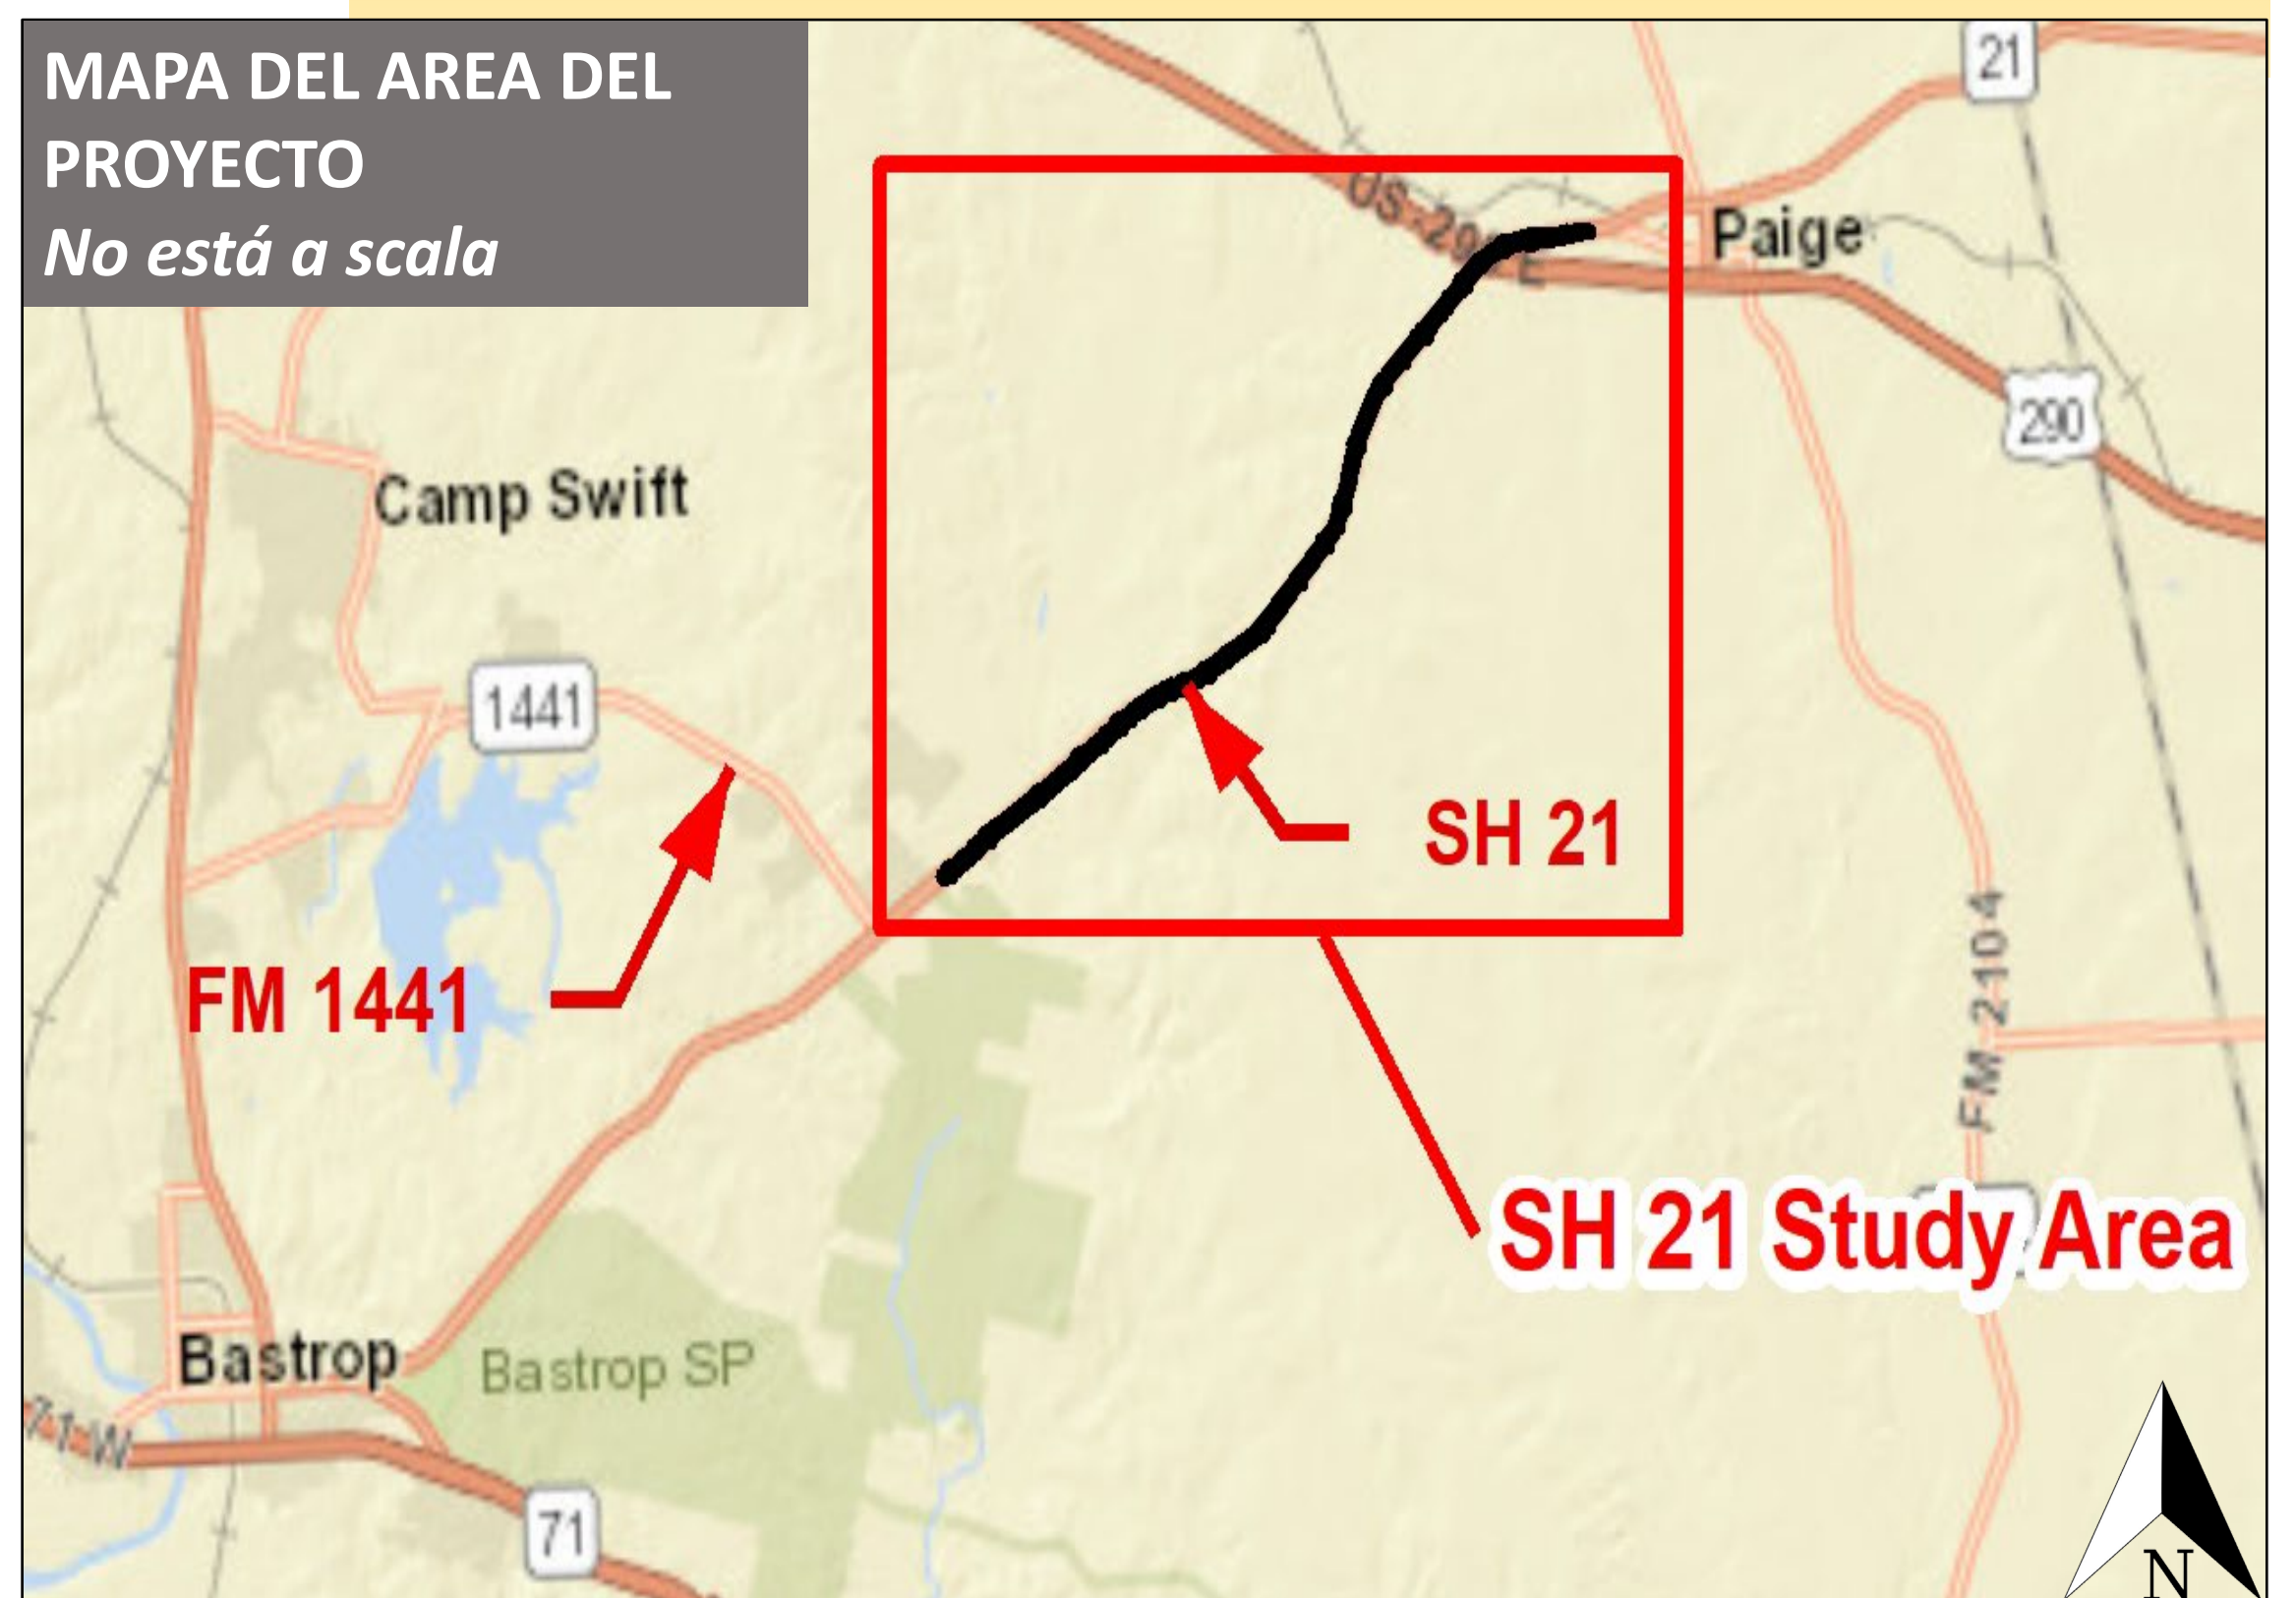 MAPA DEL AREA DEL
PROYECTO
No está a scala
21
US-290 E
Paige
290
Camp Swift
1441
SH 21
FM 1441
FM 2104
SH 21 Study Area
Bastrop
Bastrop SP
71 W
71
N